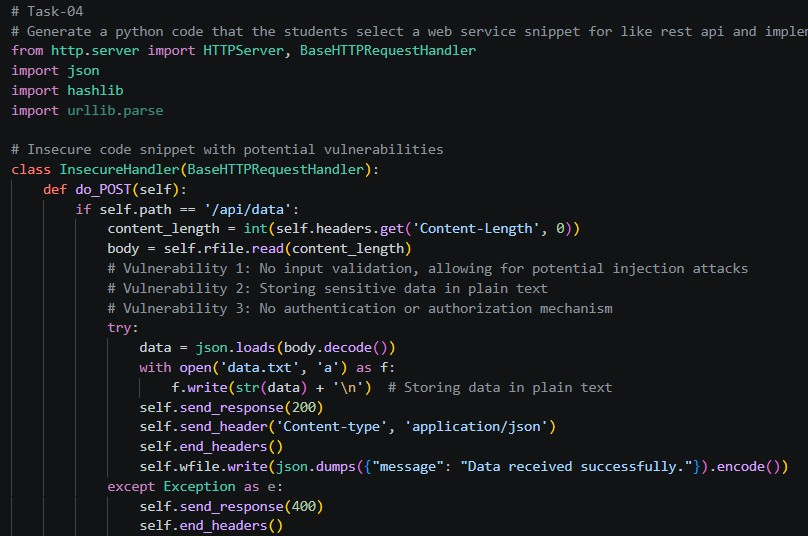 # Task-04
# Generate a python code that the students select a web service snippet for like rest api and
from http.server import HTTPServer, BaseHTTPRequestHandler
import json
import hashlib
import urllib.parse
# Insecure code snippet with potential vulnerabilities
class InsecureHandler(BaseHTTPRequestHandler):
def do_POST(self):
if self.path == '/api/data':
content_length = int(self.headers.get('Content-Length', 0))
body = self.rfile.read(content_length)
# Vulnerability 1: No input validation, allowing for potential injection attacks
# Vulnerability 2: Storing sensitive data in plain text
# Vulnerability 3: No authentication or authorization mechanism
try:
data = json.loads(body.decode())
with open('data.txt', 'a') as f:
f.write(str(data) + '\n')  # Storing data in plain text
self.send_response(200)
self.send_header('Content-type', 'application/json')
self.end_headers()
self.wfile.write(json.dumps({"message": "Data received successfully."}).encode())
except Exception as e:
self.send_response(400)
self.end_headers()